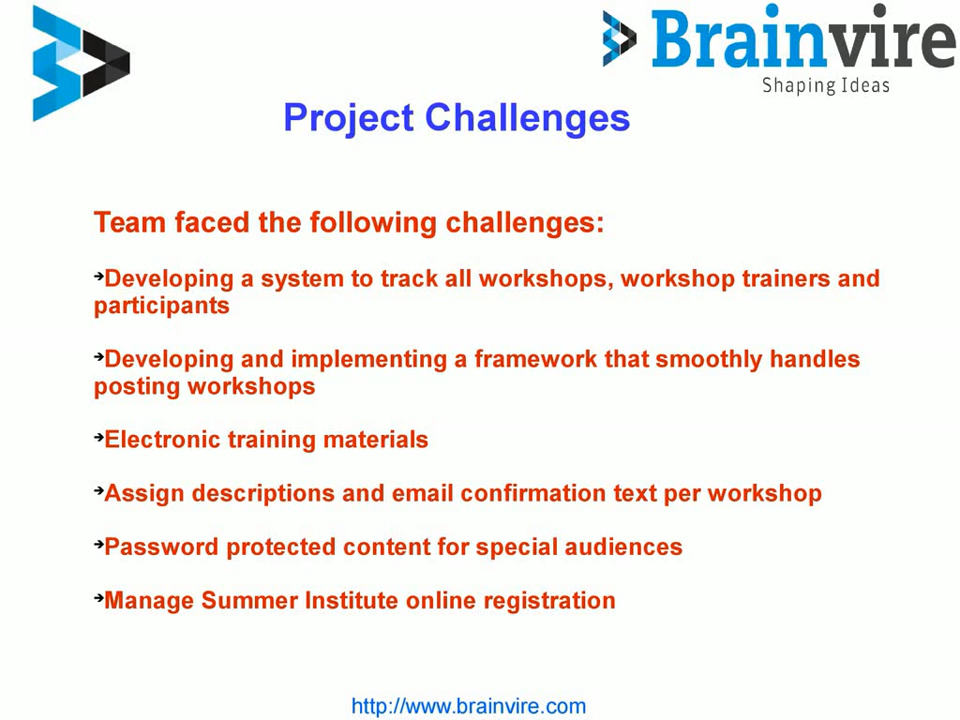 Brainvire
Shaping Ideas
Project Challenges
Team faced the following challenges:
➔Developing a system to track all workshops, workshop trainers and
participants
➔Developing and implementing a framework that smoothly handles
posting workshops
➔Electronic training materials
➔Assign descriptions and email confirmation text per workshop
➔Password protected content for special audiences
➔Manage Summer Institute online registration
http://www.brainvire.com